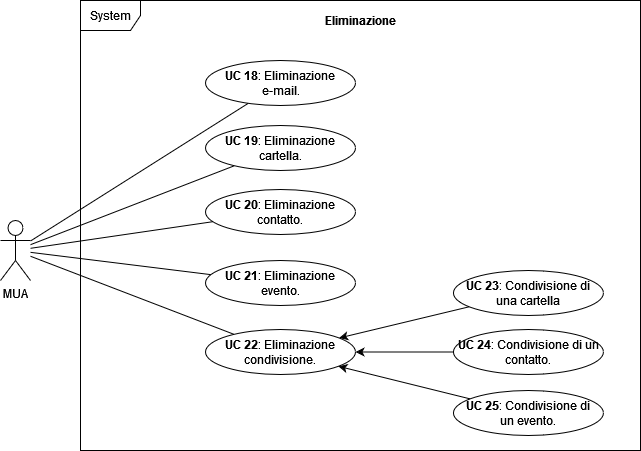 System
Eliminazione
UC 18: Eliminazione
e-mail.
UC 19: Eliminazione
cartella.
UC 20: Eliminazione
contatto.
UC 21: Eliminazione
evento.
MUA
UC 22: Eliminazione
condivisione.
UC 23: Condivisione di
una cartella
UC 24: Condivisione di un
contatto.
UC 25: Condivisione di
un evento.